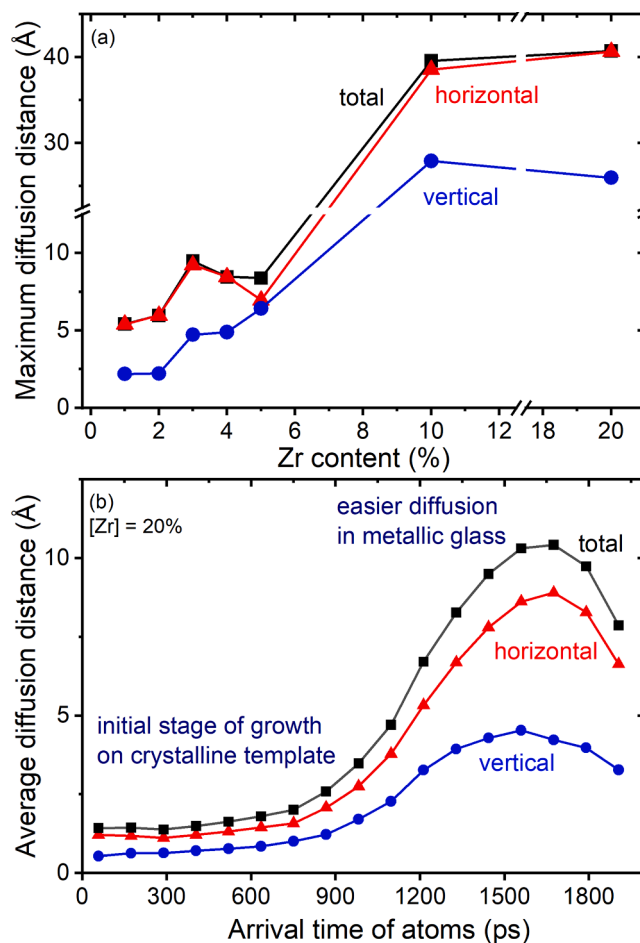 (a)
Maximum diffusion distance (Å)
40
30
10
5
0
total
horizontal
vertical
0 2 4 6 8 10 12 18 20
Zr content (%)
(b)
[Zr] = 20%
easier diffusion
in metallic glass
total
horizontal
initial stage of growth
on crystalline template
vertical
Average diffusion distance (Å)
10
5
0
0 300 600 900 1200 1500 1800
Arrival time of atoms (ps)